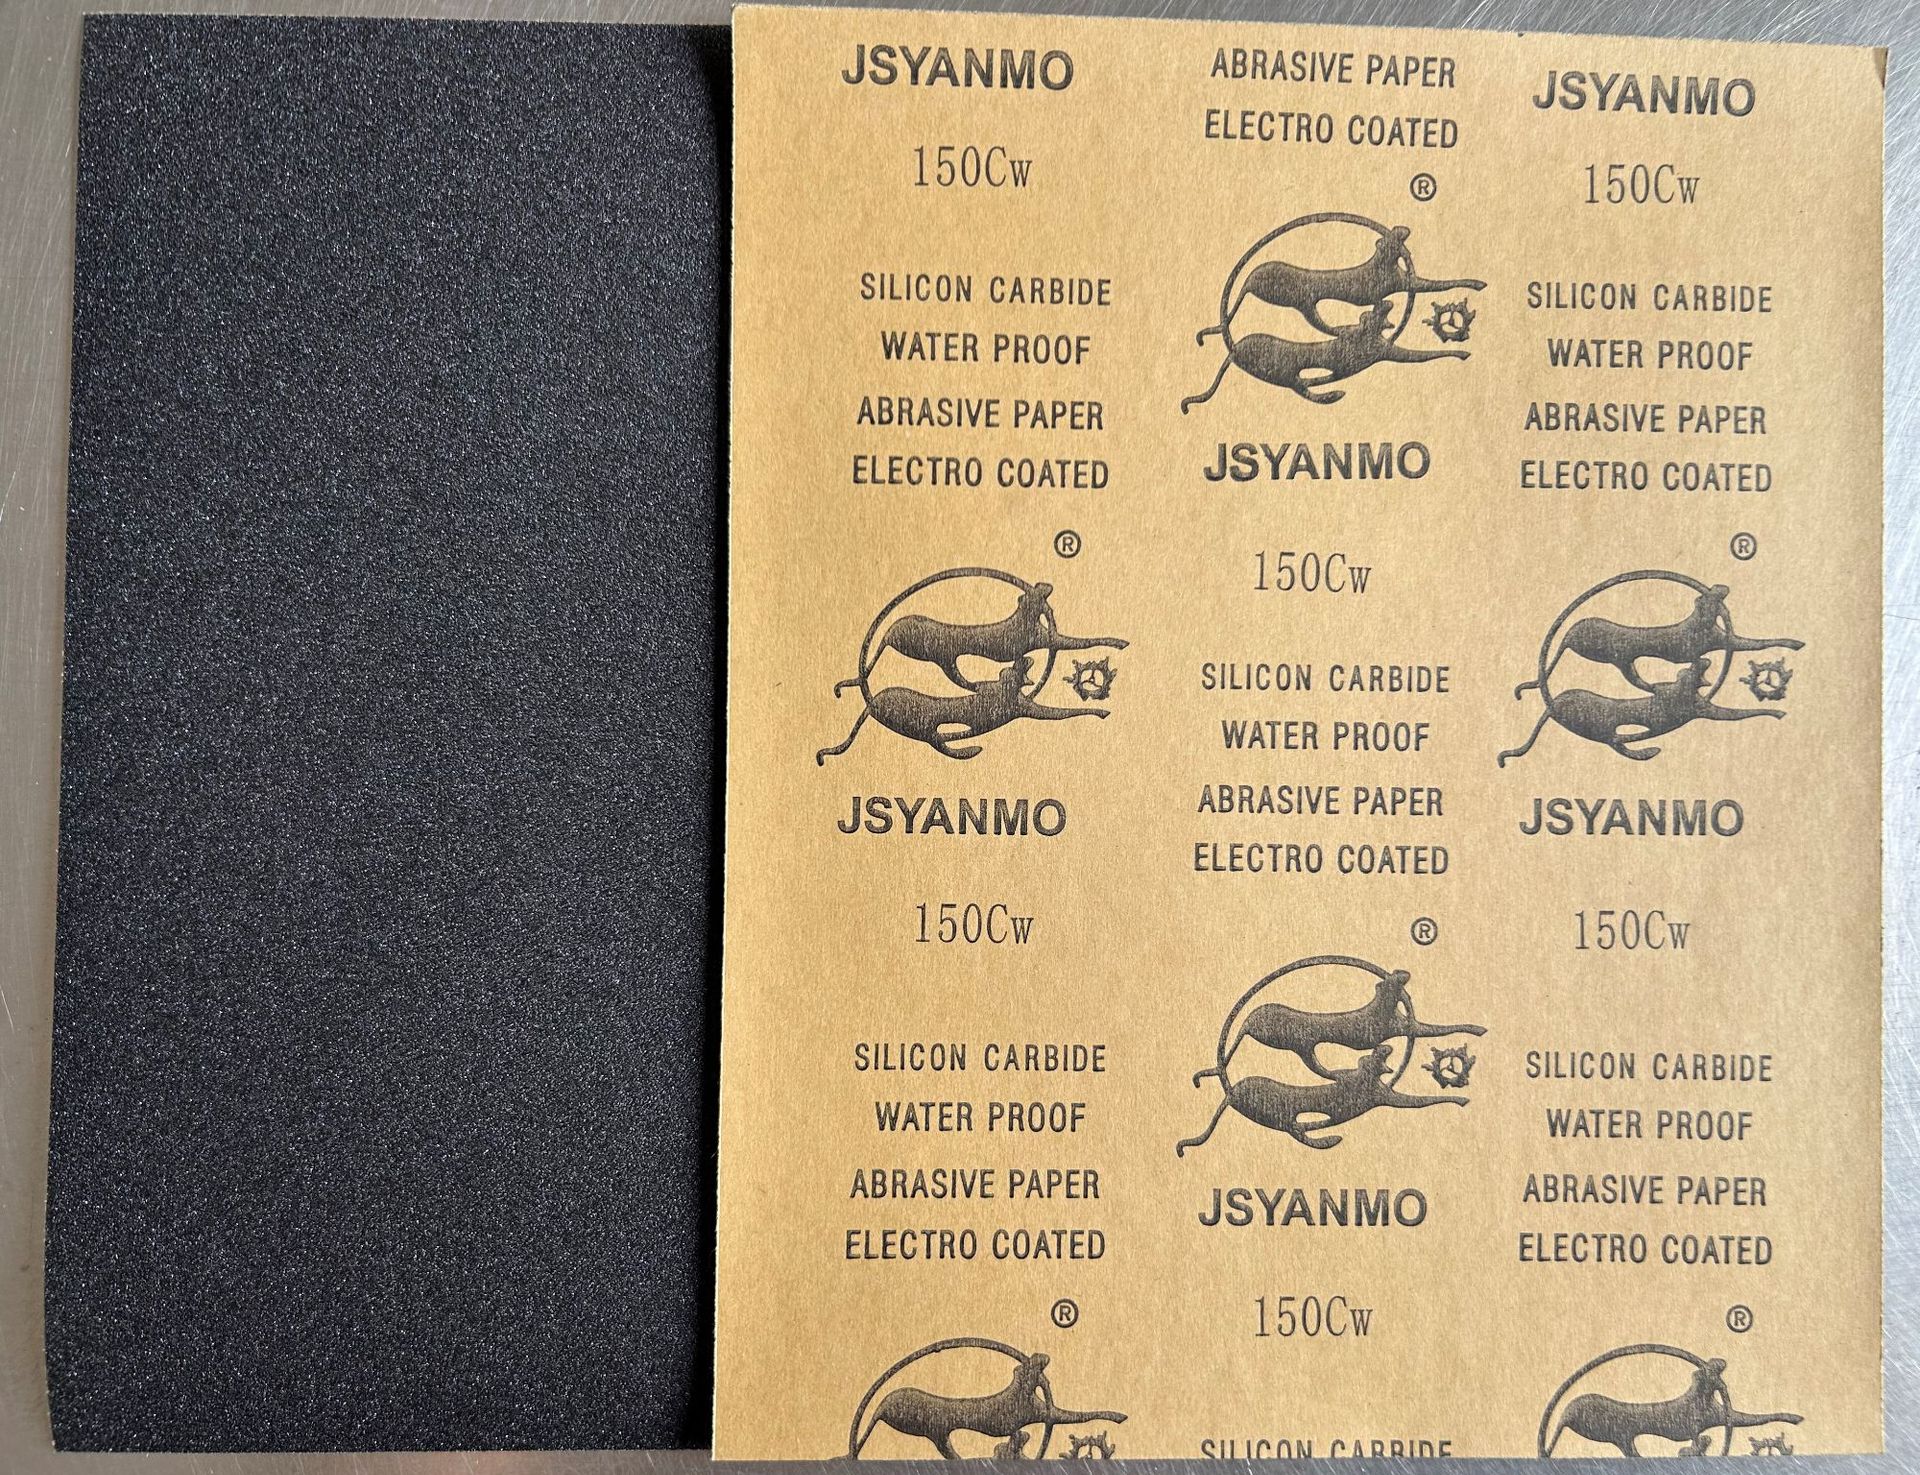 JSYANMO
150Cw
SILICON CARBIDE
WATER PROOF
ABRASIVE PAPER
ELECTRO COATED
®
JSYANMO
150Cw
SILICON CARBIDE
WATER PROOF
ABRASIVE PAPER
ELECTRO COATED
®
ABRASIVE PAPER
ELECTRO COATED
®
JSYANMO
150Cw
SILICON CARBIDE
WATER PROOF
ABRASIVE PAPER
ELECTRO COATED
®
JSYANMO
150Cw
SILICON CARBIDE
JSYANMO
150Cw
SILICON CARBIDE
WATER PROOF
ABRASIVE PAPER
ELECTRO COATED
®
JSYANMO
150Cw
SILICON CARBIDE
WATER PROOF
ABRASIVE PAPER
ELECTRO COATED
®